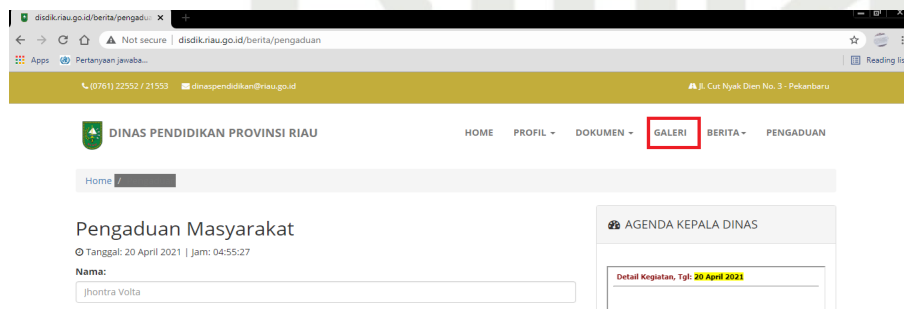 disdik.riau.go.id/berita/pengaduc
Not secure | disdik.riau.go.id/berita/pengaduan
Apps Pertanyaan jawaba... Reading lis
(0761) 22552 / 21553 dinaspendidikan@riau.go.id Jl. Cut Nyak Dien No. 3 - Pekanbaru
DINAS PENDIDIKAN PROVINSI RIAU HOME PROFIL DOKUMEN GALERI BERITA PENGADUAN
Home /
Pengaduan Masyarakat
Tanggal: 20 April 2021 | Jam: 04:55:27
Nama:
Jhontra Volta
AGENDA KEPALA DINAS
Detail Kegiatan, Tgl: 20 April 2021